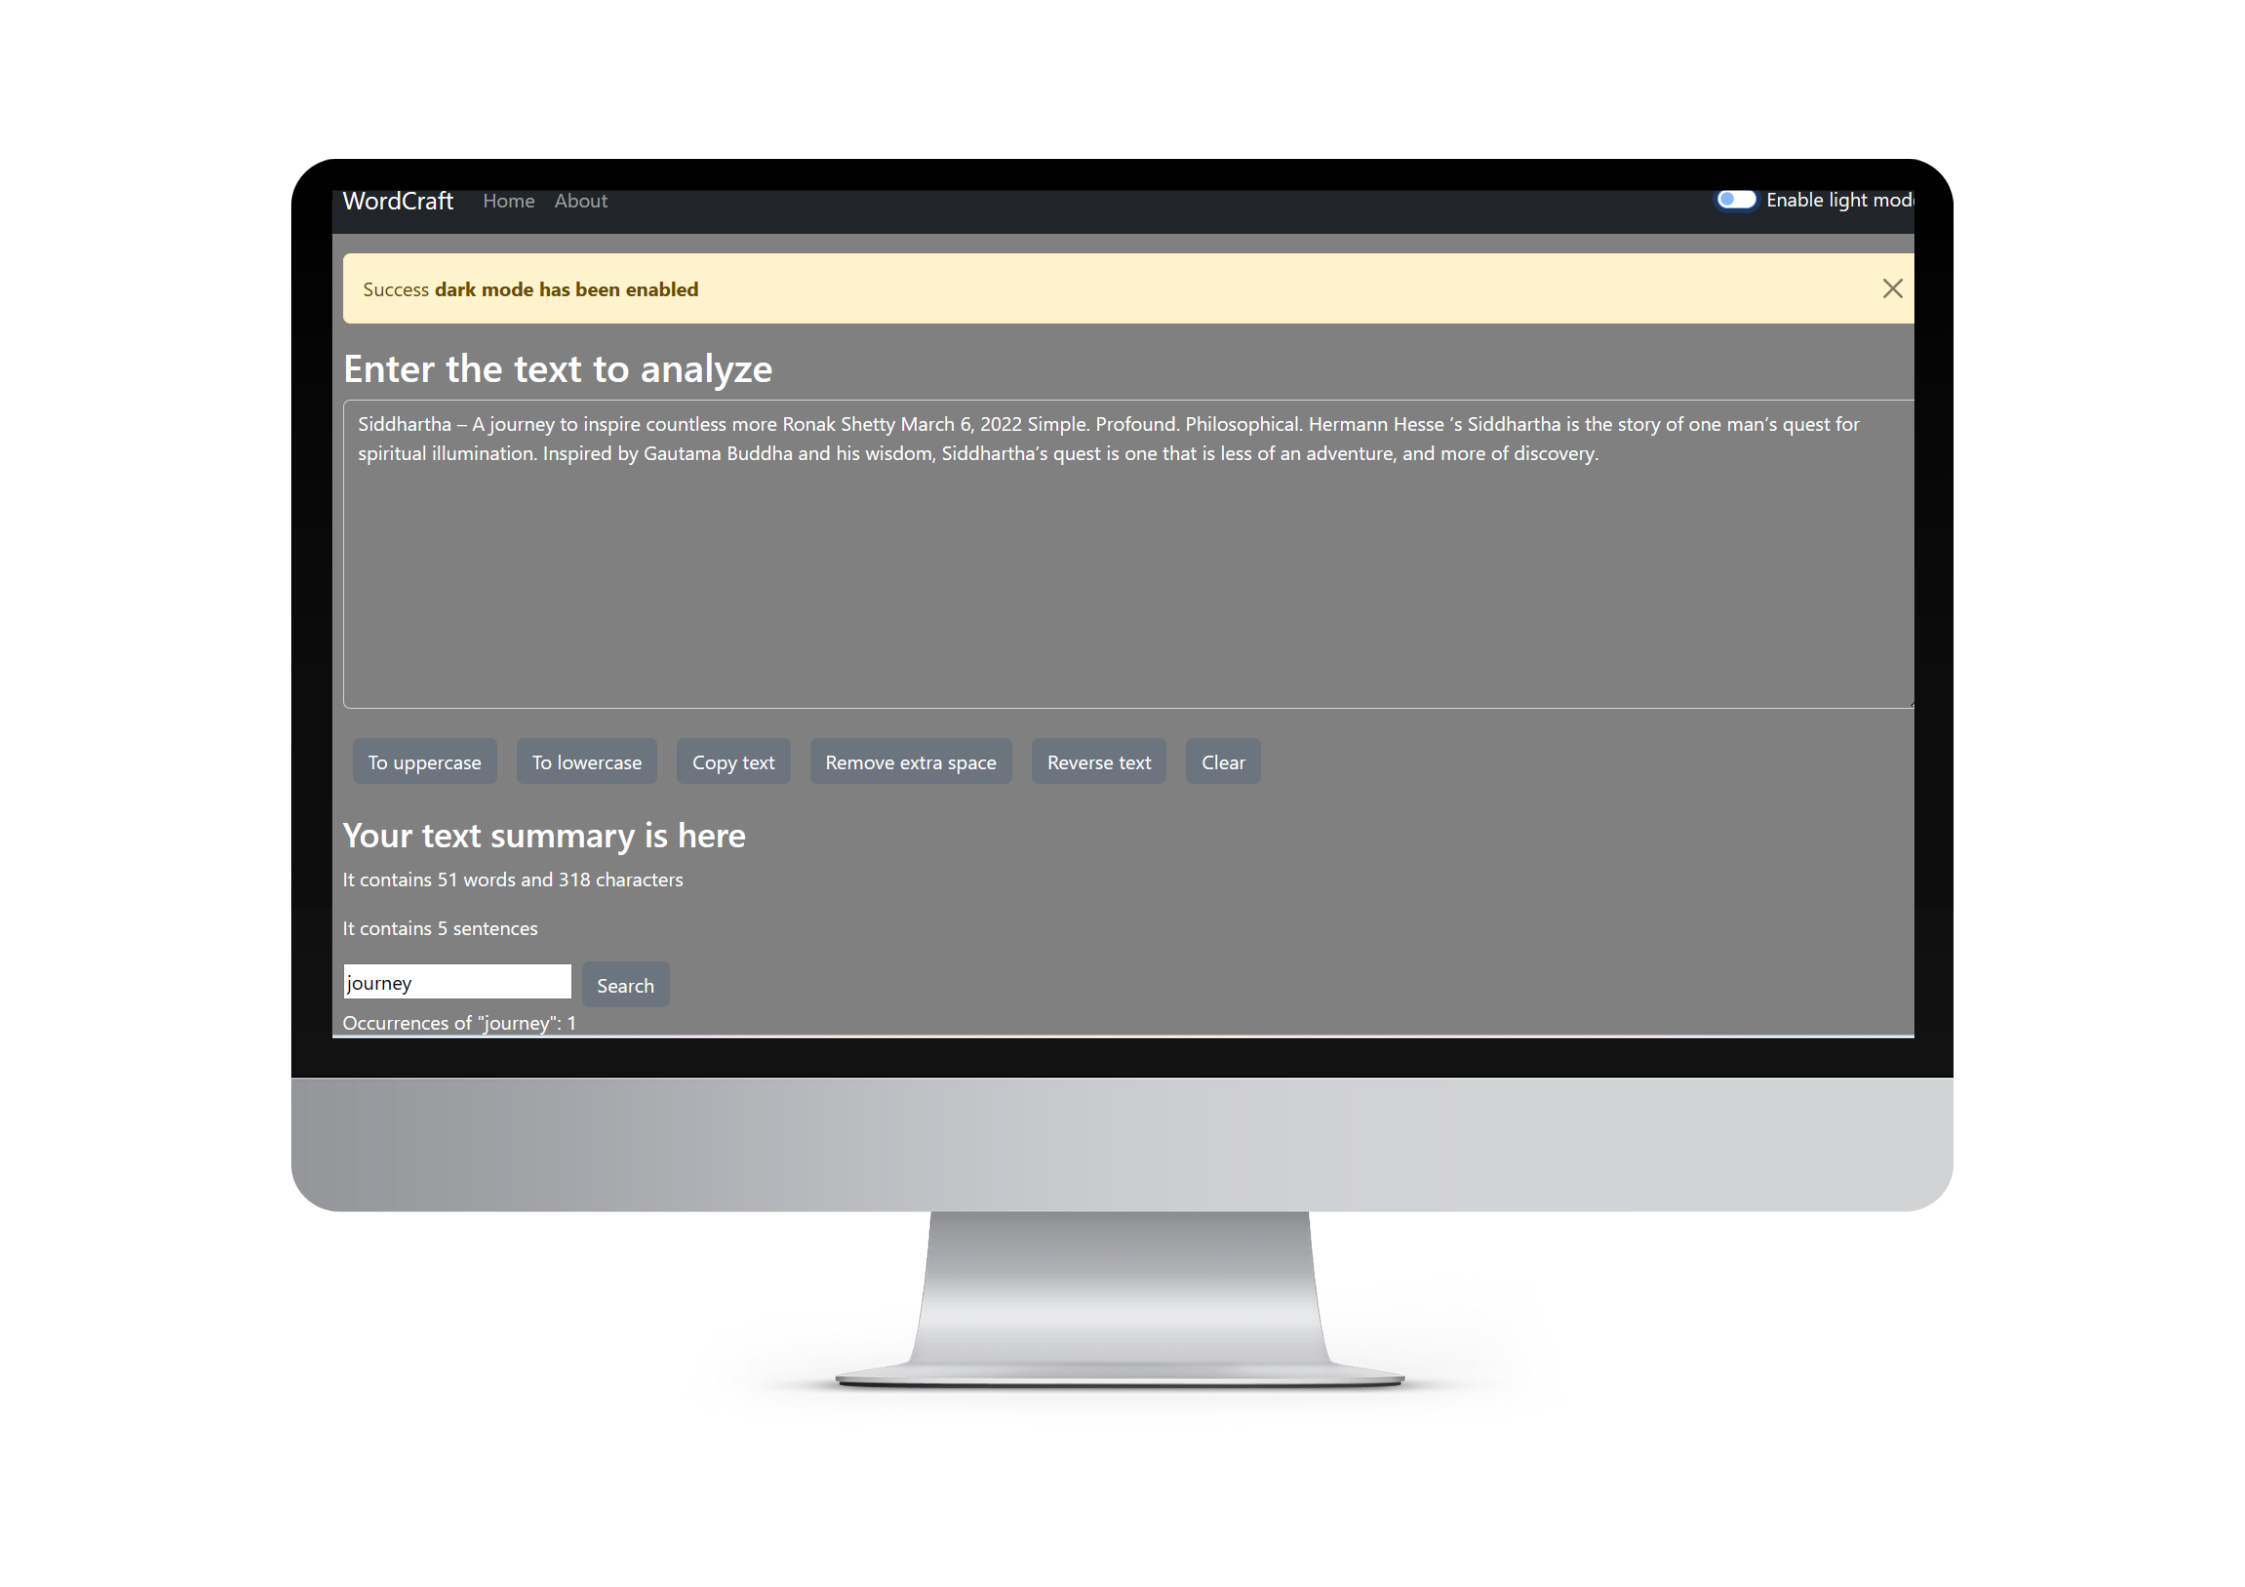 WordCraft Home About Enable light mod
Success dark mode has been enabled
Enter the text to analyze
Siddhartha – A journey to inspire countless more Ronak Shetty March 6, 2022 Simple. Profound. Philosophical. Hermann Hesse ’s Siddhartha is the story of one man’s quest for
spiritual illumination. Inspired by Gautama Buddha and his wisdom, Siddhartha’s quest is one that is less of an adventure, and more of discovery.
To uppercase To lowercase Copy text Remove extra space Reverse text Clear
Your text summary is here
It contains 51 words and 318 characters
It contains 5 sentences
journey Search
Occurrences of "journey": 1